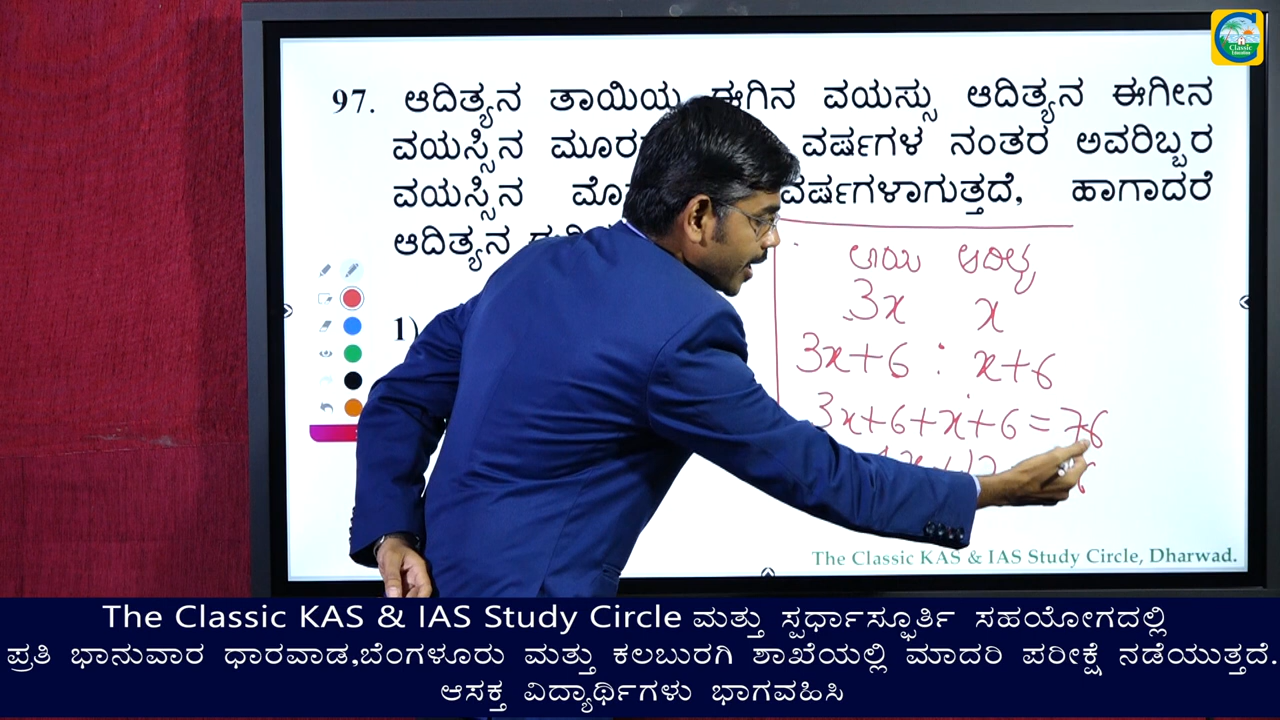 Classic
Education
97. ಆದಿತ್ಯನ ತಾಯಿಯ ಈಗಿನ ವಯಸ್ಸು ಆದಿತ್ಯನ ಈಗೀನ
ವಯಸ್ಸಿನ ವರ್ಷಗಳ ನಂತರ ಅವರಿಬ್ಬರ
ವಯಸ್ಸಿನ ವರ್ಷಗಳಾಗುತ್ತದೆ, ಹಾಗಾದರೆ
ಆದಿತ್ಯನ
ತಾಯಿ ಆದಿತ್ಯ
3x x
3x+6 : x+6
3x+6+x+6=76
1)
The Classic KAS & IAS Study Circle, Dharwad.
The Classic KAS & IAS Study Circle ಮತ್ತು ಸ್ಪರ್ಧಾಸ್ಫೂರ್ತಿ ಸಹಯೋಗದಲ್ಲಿ
ಪ್ರತಿ ಭಾನುವಾರ ಧಾರವಾಡ,ಬೆಂಗಳೂರು ಮತ್ತು ಕಲಬುರಗಿ ಶಾಖೆಯಲ್ಲಿ ಮಾದರಿ ಪರೀಕ್ಷೆ ನಡೆಯುತ್ತದೆ.
ಆಸಕ್ತ ವಿದ್ಯಾರ್ಥಿಗಳು ಭಾಗವಹಿಸಿ